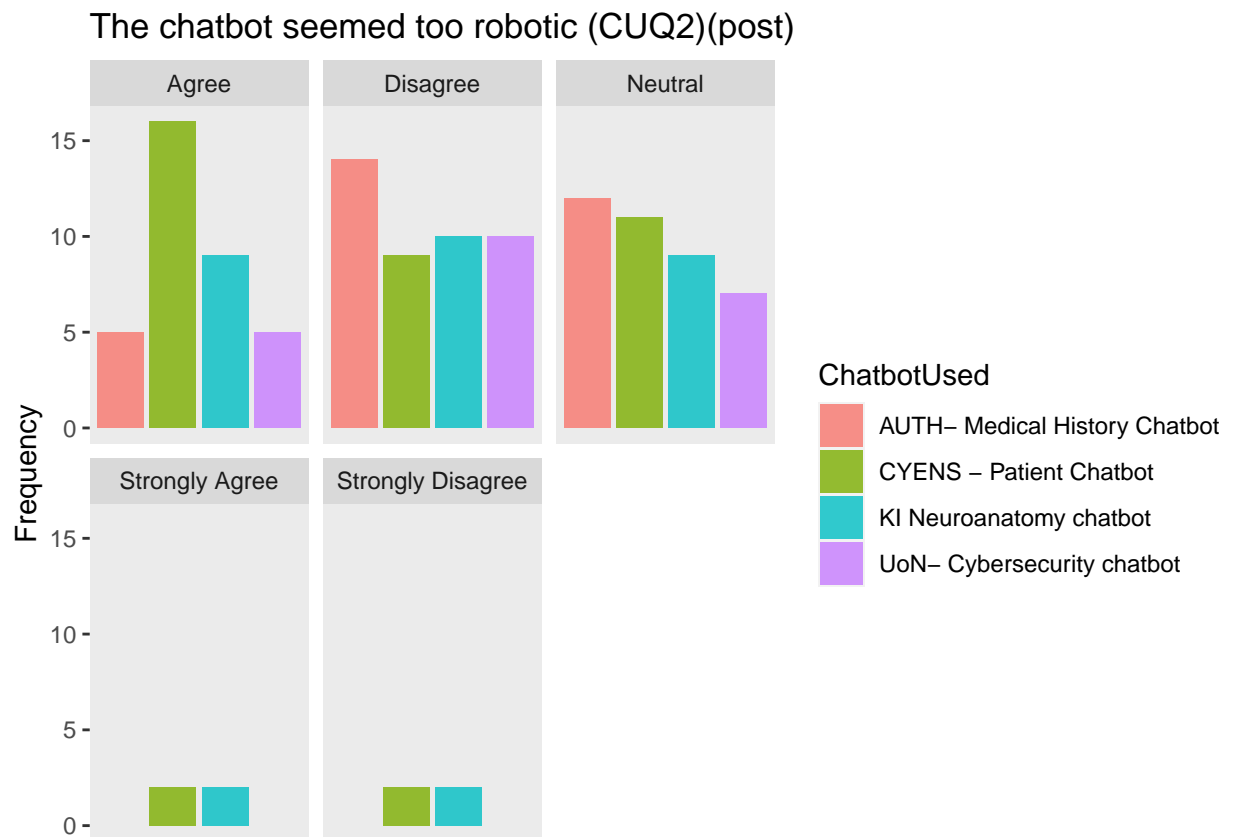 The chatbot seemed too robotic (CUQ2)(post)
Agree
Disagree
Neutral
15
10
5
0
Strongly Agree
Strongly Disagree
15
10
5
0
Frequency
ChatbotUsed
AUTH− Medical History Chatbot
CYENS − Patient Chatbot
KI Neuroanatomy chatbot
UoN− Cybersecurity chatbot